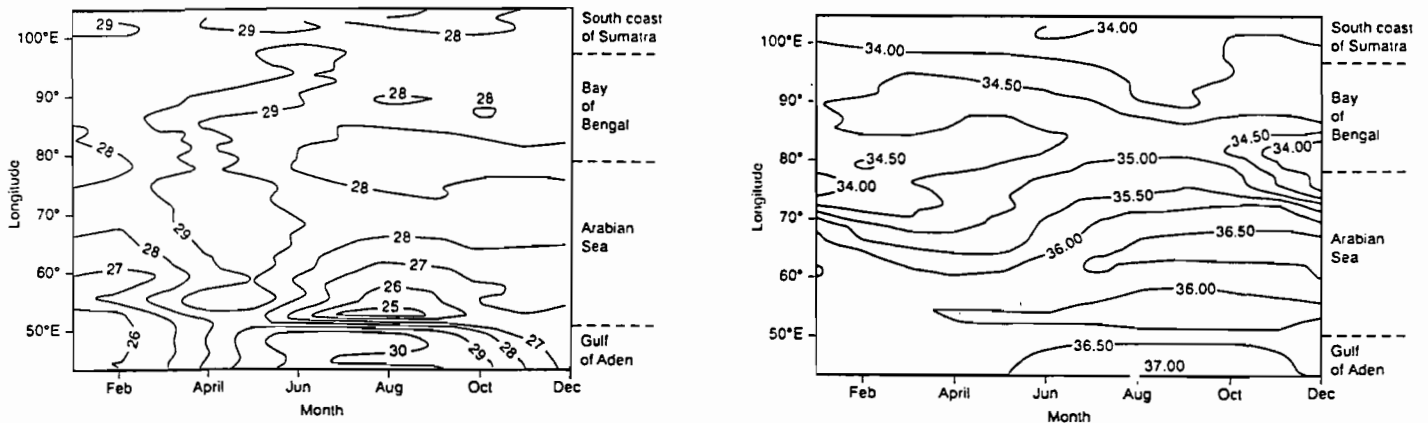 South coast
of Sumatra
Bay
of
Bengal
Arabian
Sea
Gulf
of Aden
Longitude
100°E
90°
80°
70°
60°
50°E
29
29
28
28
28
29
28
28
29
28
28
27
27
26
25
26
30
29
28
27
Feb
April
Jun
Aug
Oct
Dec
Month
South coast
of Sumatra
Bay
of
Bengal
Arabian
Sea
Gulf
of Aden
Longitude
100°E
90°
80°
70°
60°
50°E
34.00
34.00
34.50
34.50
34.00
34.50
35.00
34.00
35.50
36.00
36.50
36.00
36.50
37.00
Feb
April
Jun
Aug
Oct
Dec
Month